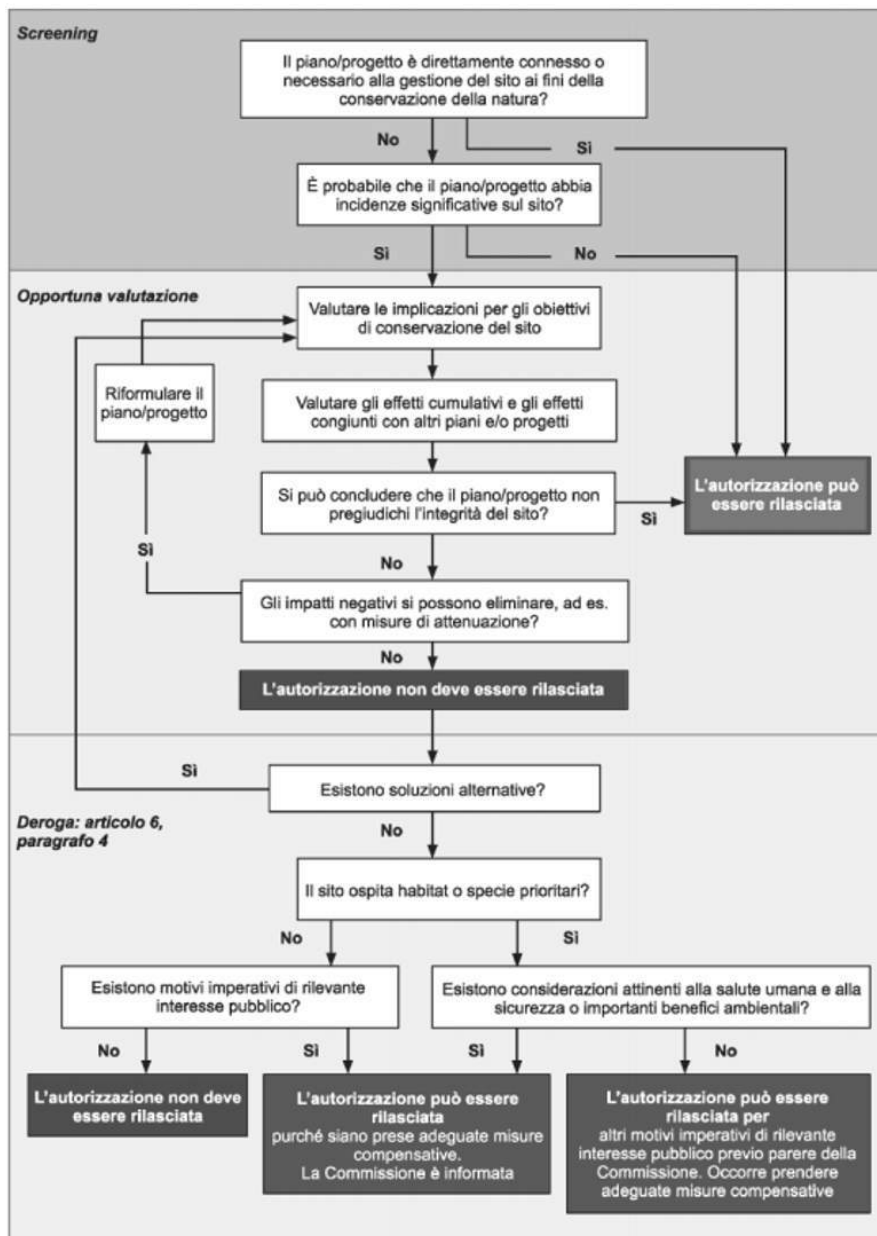 Screening
Il piano/progetto è direttamente connesso o
necessario alla gestione del sito ai fini della
conservazione della natura?
No
Sì
È probabile che il piano/progetto abbia
incidenze significative sul sito?
Sì
No
Opportuna valutazione
Valutare le implicazioni per gli obiettivi
di conservazione del sito
Riformulare il
piano/progetto
Valutare gli effetti cumulativi e gli effetti
congiunti con altri piani e/o progetti
Si può concludere che il piano/progetto non
pregiudichi l'integrità del sito?
Sì
L'autorizzazione può
essere rilasciata
Sì
No
Gli impatti negativi si possono eliminare, ad es.
con misure di attenuazione?
No
L'autorizzazione non deve essere rilasciata
Sì
Esistono soluzioni alternative?
Deroga: articolo 6,
paragrafo 4
No
Il sito ospita habitat o specie prioritari?
No
Sì
Esistono motivi imperativi di rilevante
interesse pubblico?
Esistono considerazioni attinenti alla salute umana e alla
sicurezza o importanti benefici ambientali?
No
Sì
Sì
No
L'autorizzazione non deve
essere rilasciata
L'autorizzazione può essere
rilasciata
purché siano prese adeguate misure
compensative.
La Commissione è informata
L'autorizzazione può essere
rilasciata per
altri motivi imperativi di rilevante
interesse pubblico previo parere della
Commissione. Occorre prendere
adeguate misure compensative